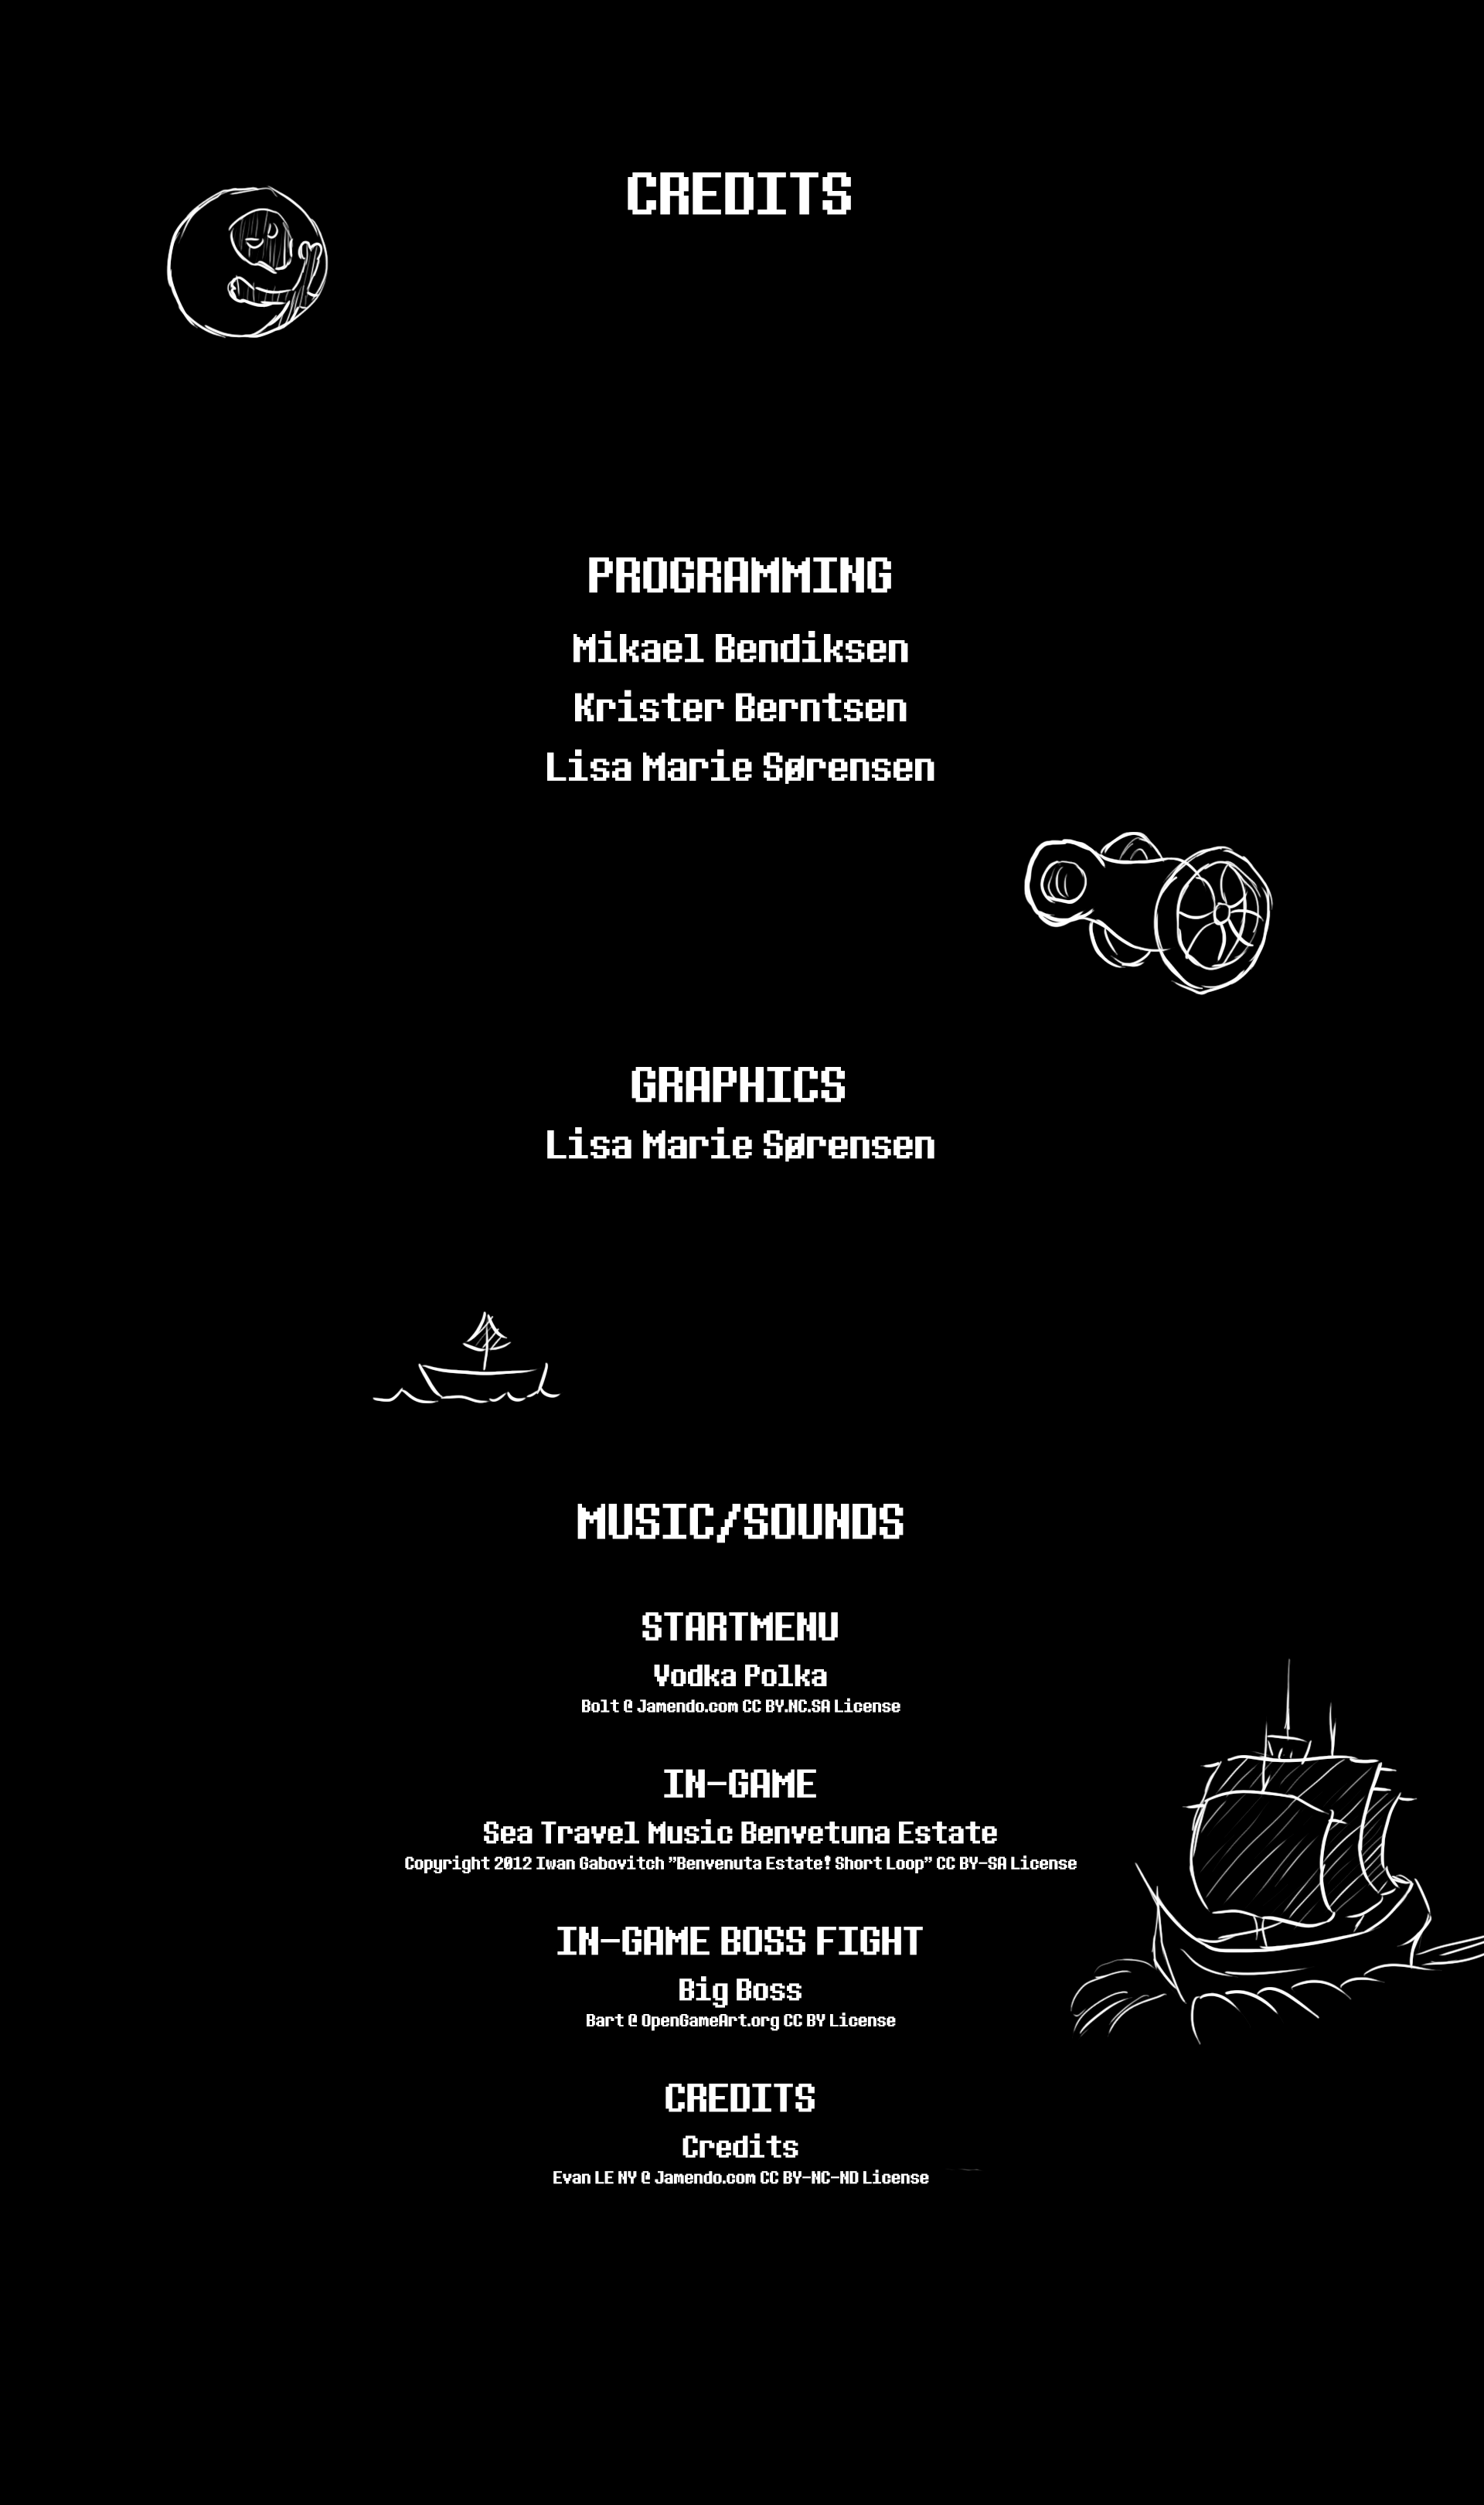 CREDITS
PROGRAMMING
Mikael Bendiksen
Krister Berntsen
Lisa Marie Sørensen
GRAPHICS
Lisa Marie Sørensen
MUSIC/SOUNDS
STARTMENU
Vodka Polka
Bolt @ Jamendo.com CC BY.NC.SA License
IN-GAME
Sea Travel Music Benvetuna Estate
Copyright 2012 Iwan Gabovitch "Benvenuta Estate! Short Loop" CC BY-SA License
IN-GAME BOSS FIGHT
Big Boss
Bart @ OpenGameArt.org CC BY License
CREDITS
Credits
Evan LE NY @ Jamendo.com CC BY-NC-ND License